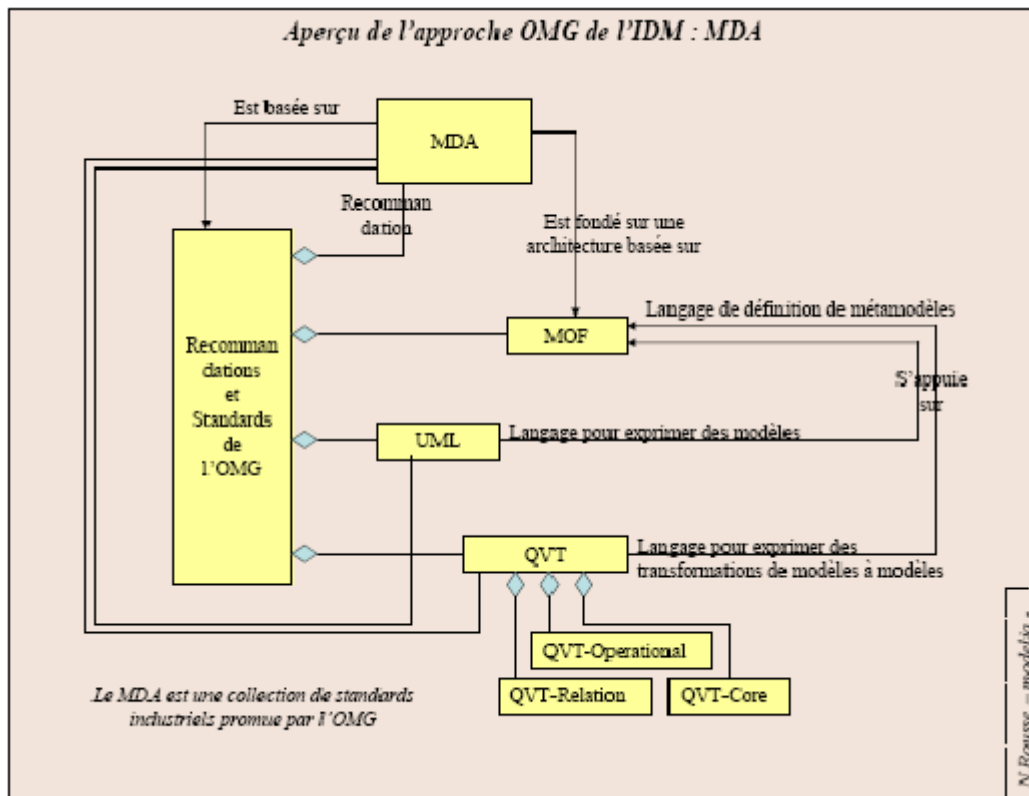 Aperçu de l'approche OMG de l'IDM : MDA
Est basée sur
MDA
Recomman
dation
Est fondé sur une
architecture basée sur
Langage de définition de métamodèles
MOF
Recomman
dations
et
Standards
de
l'OMG
S'appuie
sur
UML
Langage pour exprimer des modèles
QVT
Langage pour exprimer des
transformations de modèles à modèles
QVT-Operational
QVT-Relation
QVT-Core
Le MDA est une collection de standards
industriels promue par l'OMG
N.Rousse - modelia -